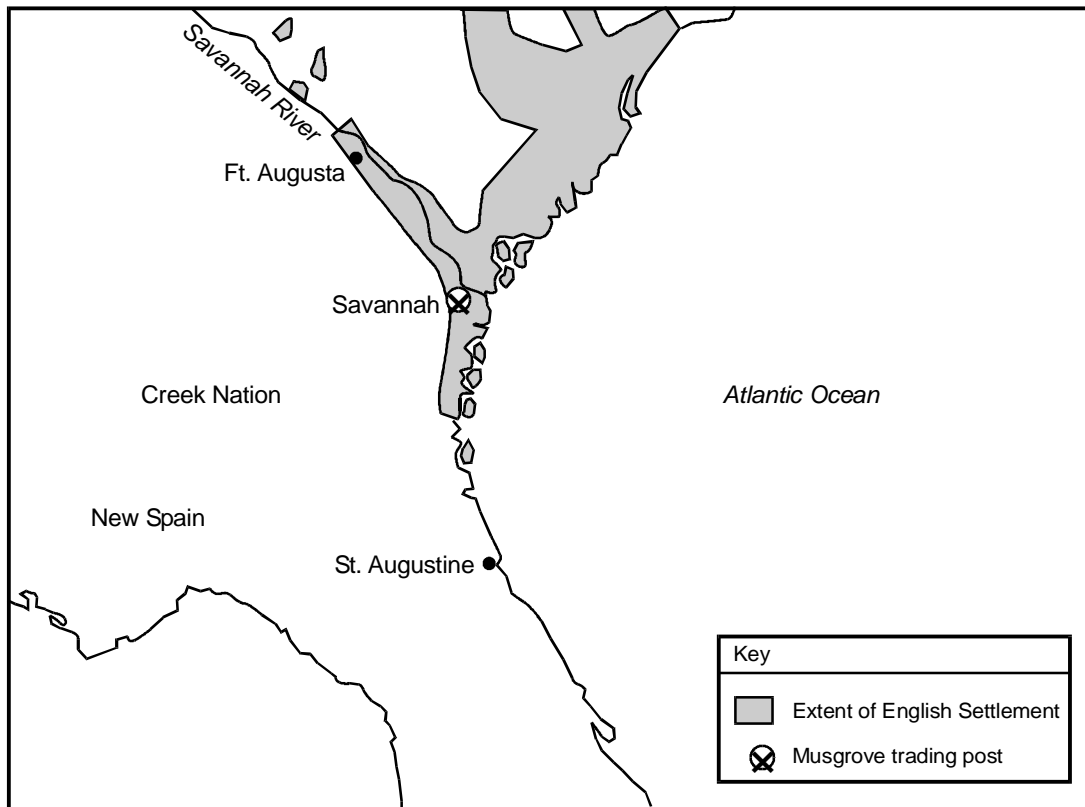 Savannah River
Ft. Augusta
Savannah
Creek Nation
Atlantic Ocean
New Spain
St. Augustine
Key
Extent of English Settlement
Musgrove trading post